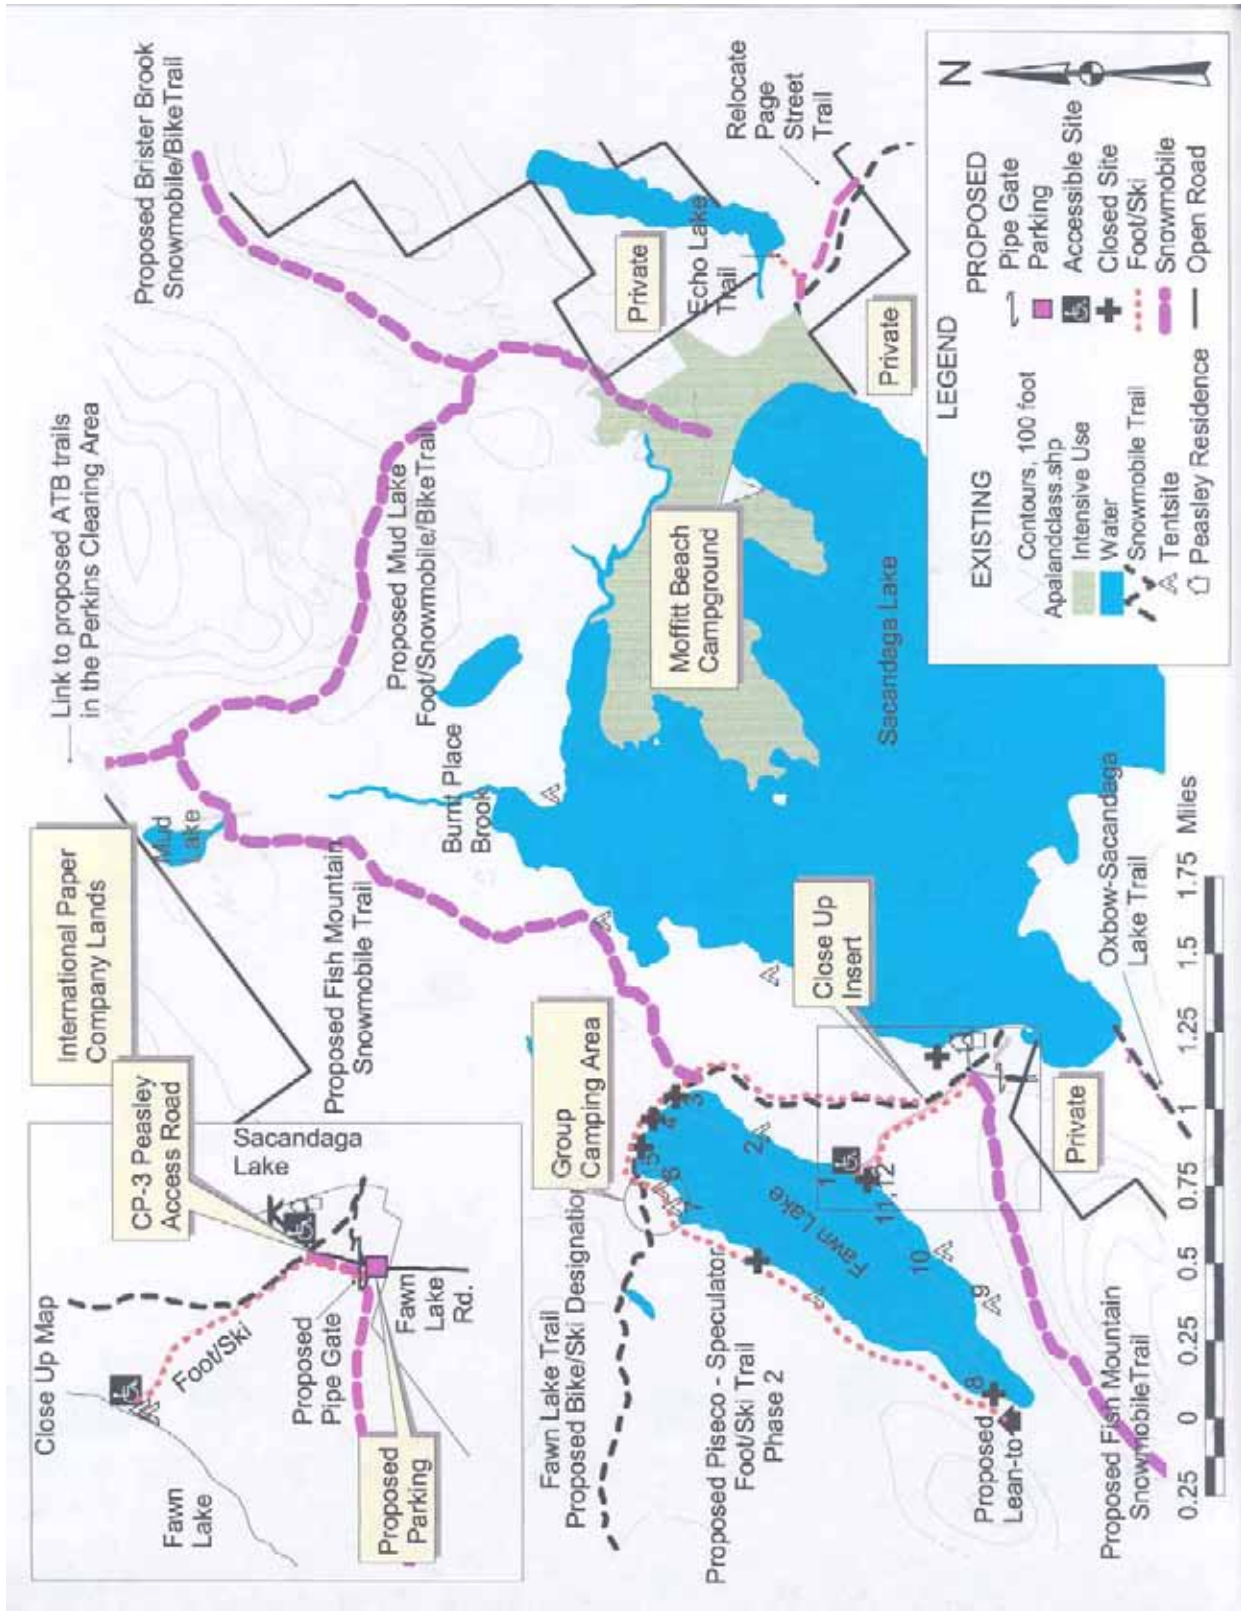 Close Up Map
Fawn
Lake
Foot/Ski
Proposed
Pipe Gate
Proposed
Parking
Fawn
Lake
Rd.
CP-3 Peasley
Access Road
Sacandaga
Lake
International Paper
Company Lands
Link to proposed ATB trails
in the Perkins Clearing Area
Proposed Brister Brook
Snowmobile/BikeTrail
Mud
Lake
Proposed Fish Mountain
Snowmobile Trail
Proposed Mud Lake
Foot/Snowmobile/BikeTrail
Burnt Place
Brook
Private
Echo Lake
Trail
Relocate
Page
Street
Trail
Private
Moffitt Beach
Campground
Sacandaga Lake
Group
Camping Area
Fawn Lake Trail
Proposed Bike/Ski Designation
Proposed Piseco - Speculator
Foot/Ski Trail
Phase 2
Fawn Lake
1
2
3
4
5
6
7
8
9
10
11,12
Close Up
Insert
Private
Oxbow-Sacandaga
Lake Trail
Proposed
Lean-to
Proposed Fish Mountain
SnowmobileTrail
0.25 0 0.25 0.5 0.75 1 1.25 1.5 1.75
Miles
LEGEND
N
EXISTING
Contours, 100 foot
Apalandclass.shp
Intensive Use
Water
Snowmobile Trail
Tentsite
Peasley Residence
PROPOSED
Pipe Gate
Parking
Accessible Site
Closed Site
Foot/Ski
Snowmobile
Open Road